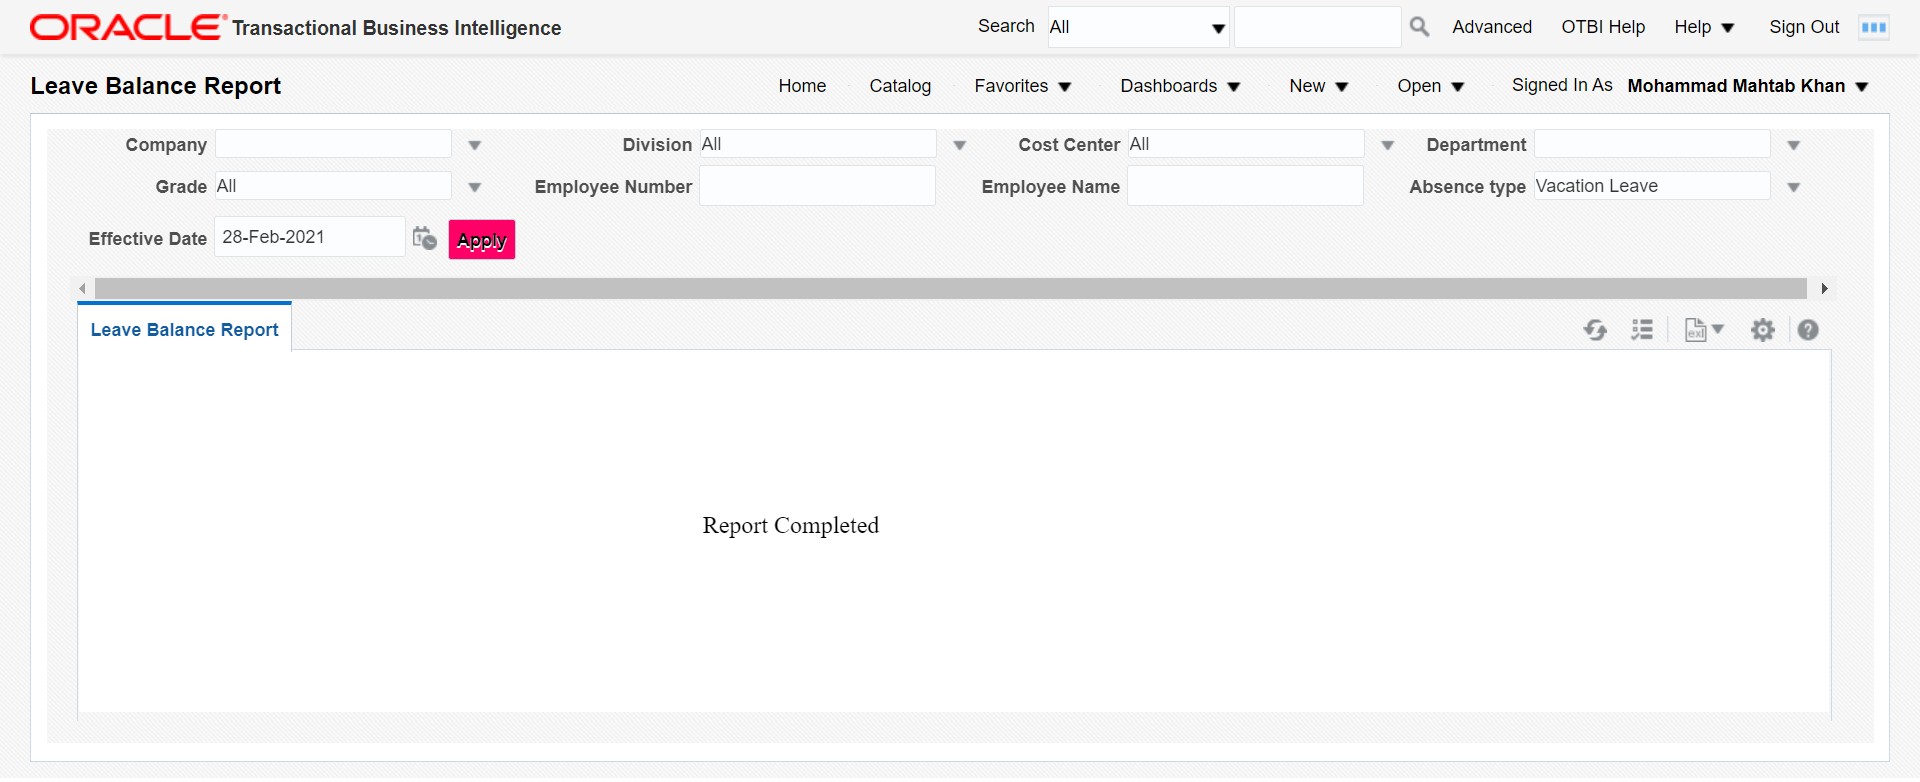 ORACLE Transactional Business Intelligence
Search All Advanced OTBI Help Help Sign Out
Leave Balance Report
Home Catalog Favorites Dashboards New Open Signed In As Mohammad Mahtab Khan
Company Division All Cost Center All Department
Grade All Employee Number Employee Name Absence type Vacation Leave
Effective Date 28-Feb-2021 Apply
Leave Balance Report exl
Report Completed